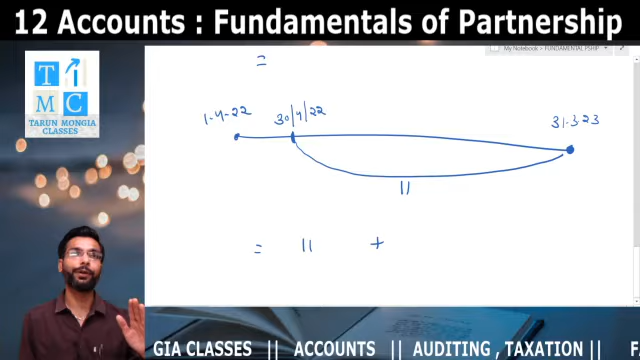 12 Accounts : Fundamentals of Partnership
My Notebook > FUNDAMENTAL PSHIP
T
M C
TARUN MONGIA
CLASSES
=
1-4-22
30/4/22
31.3.23
11
= 11 +
GIA CLASSES || ACCOUNTS || AUDITING, TAXATION || F